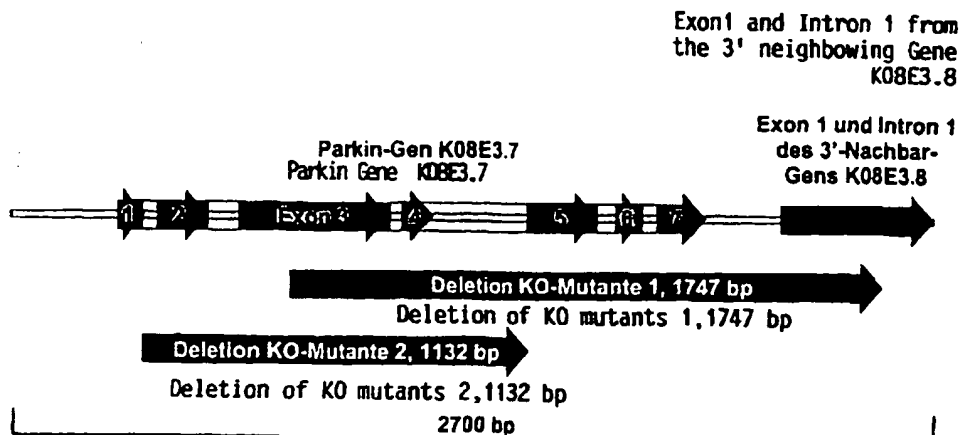 Exon1 and Intron 1 from
the 3' neighbowing Gene
K08E3.8
Exon 1 und Intron 1
des 3'-Nachbar-
Gens K08E3.8
Parkin-Gen K08E3.7
Parkin Gene K08E3.7
1 2 Exon 3 4 5 6 7
Deletion KO-Mutante 1, 1747 bp
Deletion of KO mutants 1,1747 bp
Deletion KO-Mutante 2, 1132 bp
Deletion of KO mutants 2,1132 bp
2700 bp